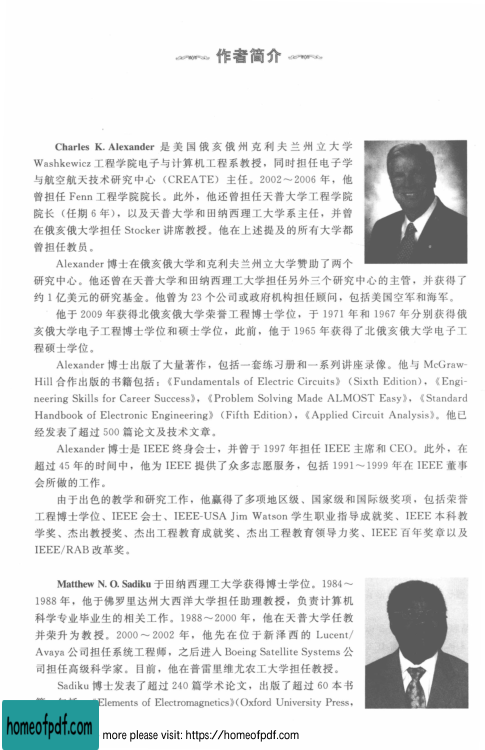 作者简介
Charles K. Alexander 是美国俄亥俄州克利夫兰州立大学
Washkewicz 工程学院电子与计算机工程系教授，同时担任电子学
与航空航天技术研究中心（CREATE）主任。2002～2006 年，他
曾担任 Fenn 工程学院院长。此外，他还曾担任天普大学工程学院
院长（任期 6 年），以及天普大学和田纳西理工大学系主任，并曾
在俄亥俄大学担任 Stocker 讲席教授。他在上述提及的所有大学都
曾担任教员。
Alexander 博士在俄亥俄大学和克利夫兰州立大学赞助了两个
研究中心。他还曾在天普大学和田纳西理工大学担任另外三个研究中心的主管，并获得了
约 1 亿美元的研究基金。他曾为 23 个公司或政府机构担任顾问，包括美国空军和海军。
他于 2009 年获得北俄亥俄大学荣誉工程博士学位，于 1971 年和 1967 年分别获得俄
亥俄大学电子工程博士学位和硕士学位，此前，他于 1965 年获得了北俄亥俄大学电子工
程硕士学位。
Alexander 博士出版了大量著作，包括一套练习册和一系列讲座录像。他与 McGraw-
Hill 合作出版的书籍包括：《Fundamentals of Electric Circuits》（Sixth Edition），《Engi-
neering Skills for Career Success》，《Problem Solving Made ALMOST Easy》，《Standard
Handbook of Electronic Engineering》（Fifth Edition），《Applied Circuit Analysis》。他已
经发表了超过 500 篇论文及技术文章。
Alexander 博士是 IEEE 终身会士，并曾于 1997 年担任 IEEE 主席和 CEO。此外，在
超过 45 年的时间中，他为 IEEE 提供了众多志愿服务，包括 1991～1999 年在 IEEE 董事
会所做的工作。
由于出色的教学和研究工作，他赢得了多项地区级、国家级和国际级奖项，包括荣誉
工程博士学位、IEEE 会士、IEEE-USA Jim Watson 学生职业指导成就奖、IEEE 本科教
学奖、杰出教授奖、杰出工程教育成就奖、杰出工程教育领导力奖、IEEE 百年奖章以及
IEEE/RAB 改革奖。
Matthew N. O. Sadiku 于田纳西理工大学获得博士学位。1984～
1988 年，他于佛罗里达州大西洋大学担任助理教授，负责计算机
科学专业毕业生的相关工作。1988～2000 年，他在天普大学任教
并荣升为教授。2000～2002 年，他先在位于新泽西的 Lucent/
Avaya 公司担任系统工程师，之后进入 Boeing Satellite Systems 公
司担任高级科学家。目前，他在普雷里维尤农工大学担任教授。
Sadiku 博士发表了超过 240 篇学术论文，出版了超过 60 本书
《Elements of Electromagnetics》(Oxford University Press,
homeofpdf.com
more please visit: https://homeofpdf.com